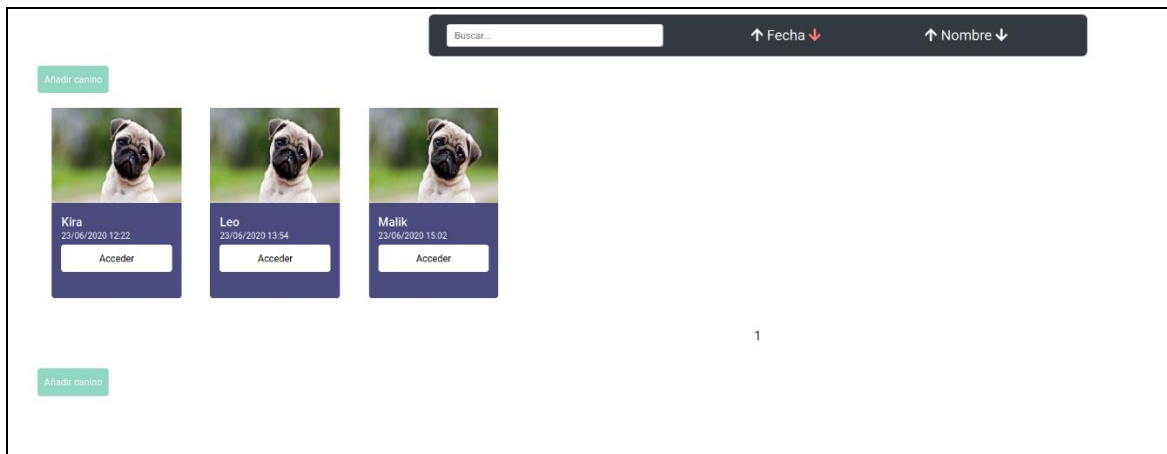 Buscar...
Fecha
Nombre
Añadir canino
Kira
23/06/2020 12:22
Acceder
Leo
23/06/2020 13:54
Acceder
Malik
23/06/2020 15:02
Acceder
1
Añadir canino